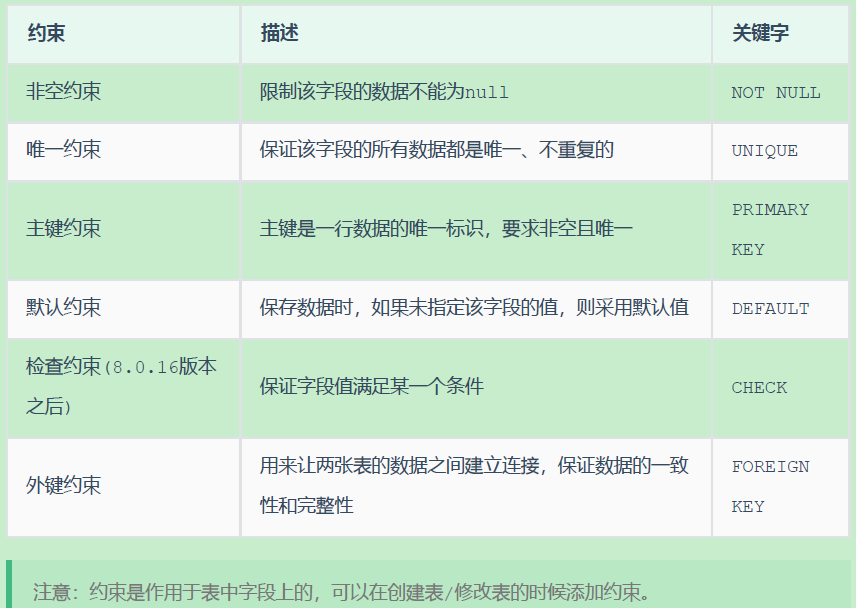 约束 描述 关键字
非空约束 限制该字段的数据不能为null NOT NULL
唯一约束 保证该字段的所有数据都是唯一、不重复的 UNIQUE
主键约束 主键是一行数据的唯一标识，要求非空且唯一 PRIMARY
KEY
默认约束 保存数据时，如果未指定该字段的值，则采用默认值 DEFAULT
检查约束(8.0.16版本
之后) 保证字段值满足某一个条件 CHECK
外键约束 用来让两张表的数据之间建立连接，保证数据的一致
性和完整性 FOREIGN
KEY
注意：约束是作用于表中字段上的，可以在创建表/修改表的时候添加约束。